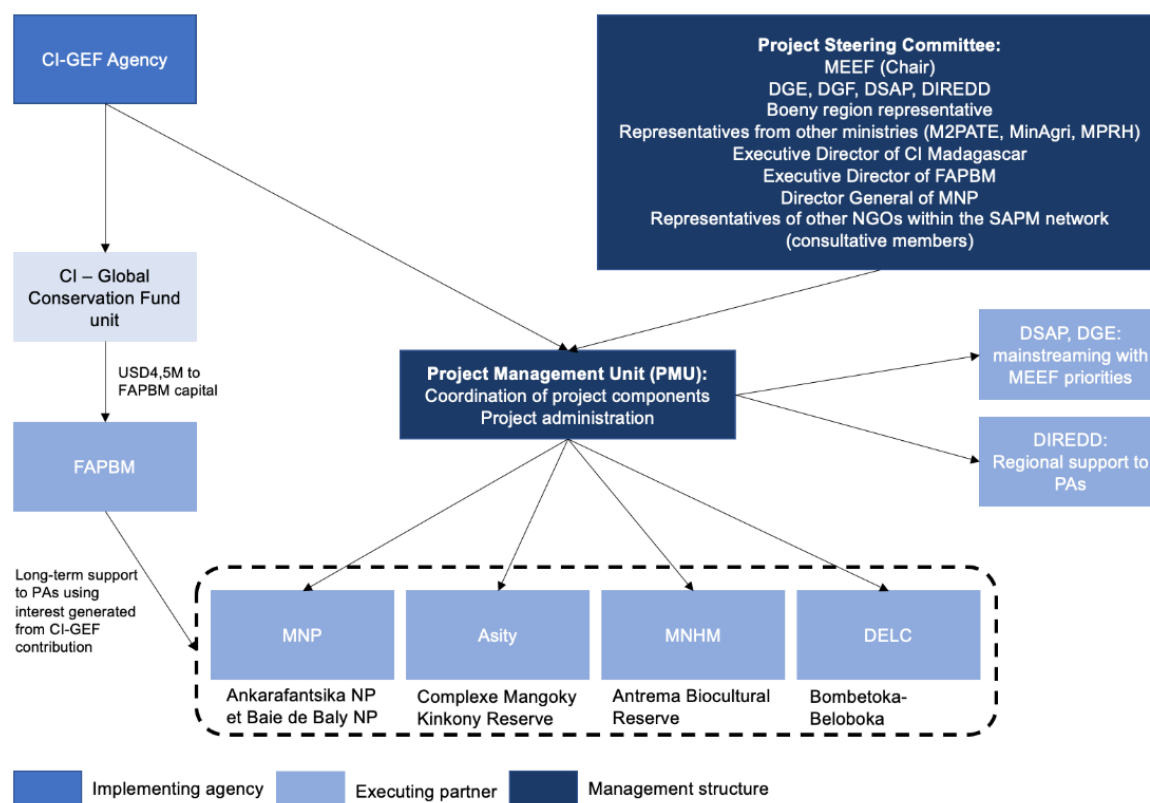 CI-GEF Agency
Project Steering Committee:
MEEF (Chair)
DGE, DGF, DSAP, DIREDD
Boeny region representative
Representatives from other ministries (M2PATE, MinAgri, MPRH)
Executive Director of CI Madagascar
Executive Director of FAPBM
Director General of MNP
Representatives of other NGOs within the SAPM network
(consultative members)
CI – Global
Conservation Fund
unit
USD4,5M to
FAPBM capital
FAPBM
Project Management Unit (PMU):
Coordination of project components
Project administration
DSAP, DGE:
mainstreaming with
MEEF priorities
DIREDD:
Regional support to
PAs
Long-term support
to PAs using
interest generated
from CI-GEF
contribution
MNP
Ankarafantsika NP
et Baie de Baly NP
Asity
Complexe Mangoky
Kinkony Reserve
MNHM
Antrema Biocultural
Reserve
DELC
Bombetoka-
Beloboka
Implementing agency
Executing partner
Management structure